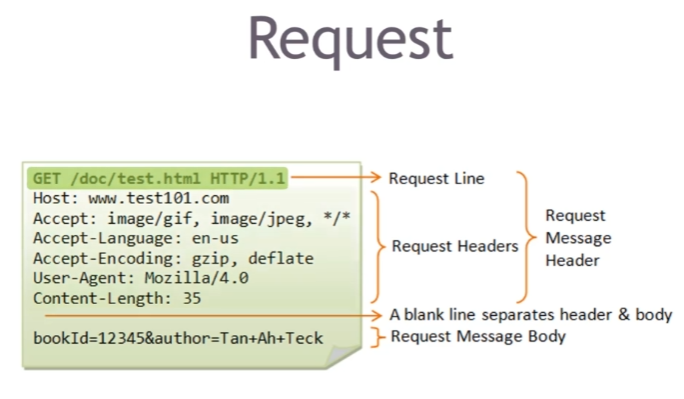 Request
GET /doc/test.html HTTP/1.1
Host: www.test101.com
Accept: image/gif, image/jpeg, */*
Accept-Language: en-us
Accept-Encoding: gzip, deflate
User-Agent: Mozilla/4.0
Content-Length: 35
bookId=12345&author=Tan+Ah+Teck
Request Line
Request Headers
Request
Message
Header
A blank line separates header & body
Request Message Body